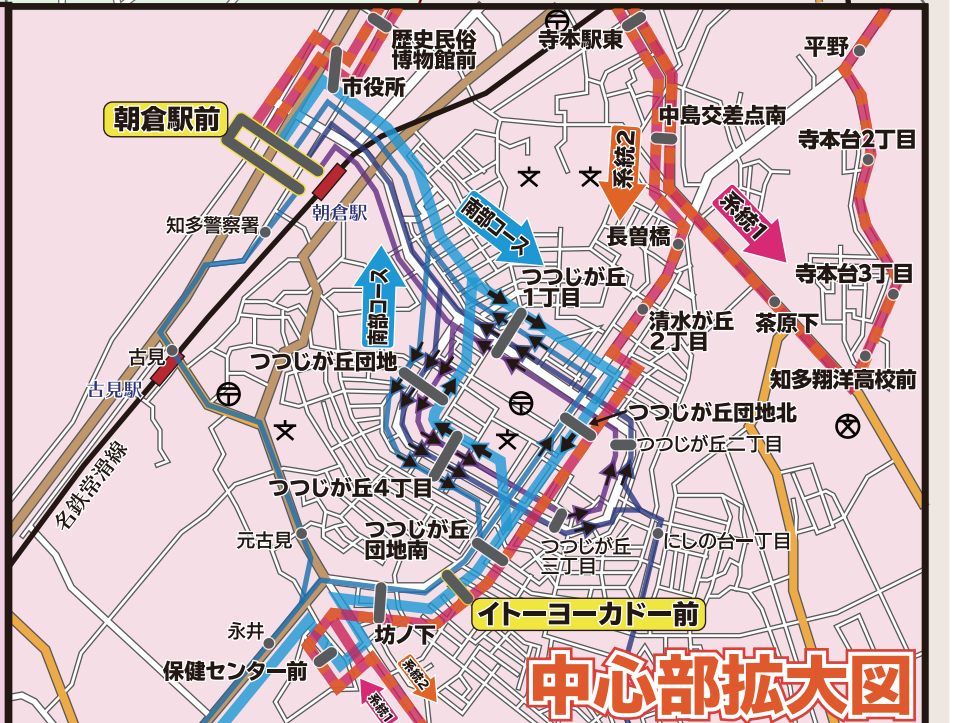 歴史民俗
博物館前
寺本駅東
平野
市役所
朝倉駅前
中島交差点南
寺本台2丁目
系統2
朝倉駅
知多警察署
南部コース
系統1
長曽橋
寺本台3丁目
つつじが丘
1丁目
南部コース
清水が丘
2丁目
茶原下
古見
つつじが丘団地
古見駅
知多翔洋高校前
つつじが丘団地北
つつじが丘二丁目
名鉄常滑線
つつじが丘4丁目
つつじが丘
団地南
元古見
つつじが丘
三丁目
にしの台一丁目
イトーヨーカドー前
永井
坊ノ下
保健センター前
系統2
系統1
中心部拡大図